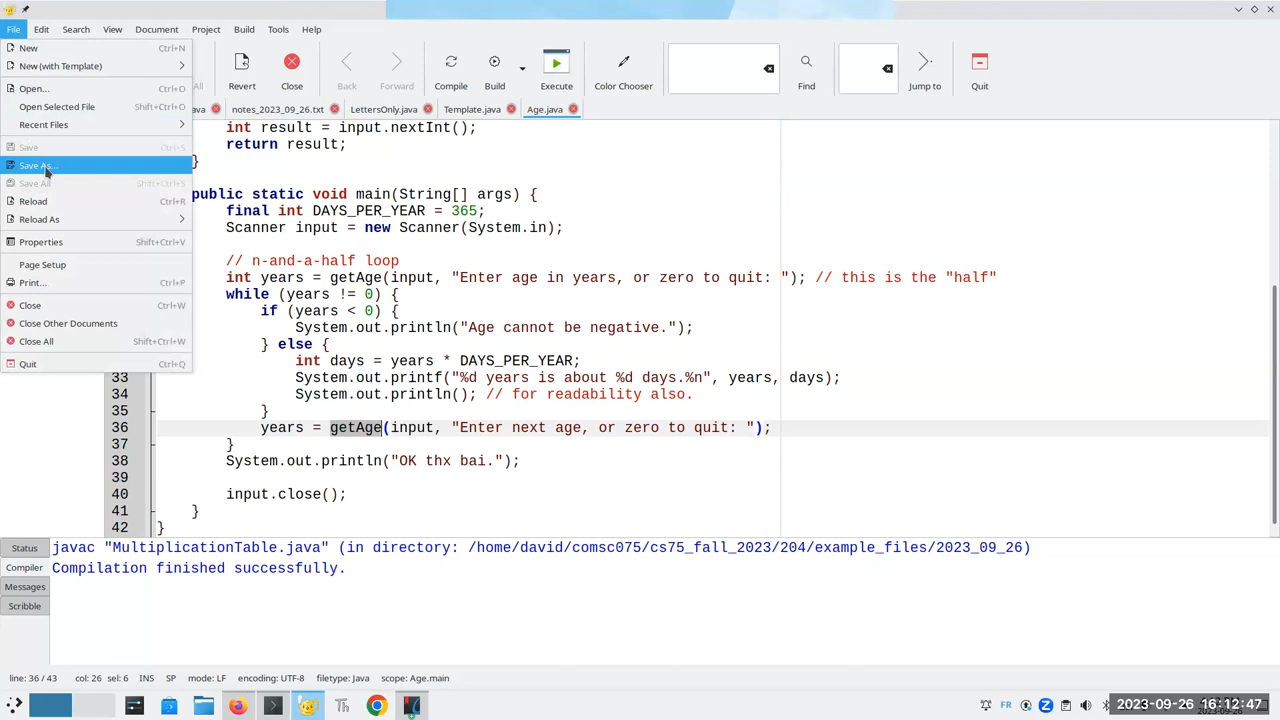 File Edit Search View Document Project Build Tools Help
New Ctrl+N
New (with Template)
Open... Ctrl+O
Open Selected File Shift+Ctrl+O
Recent Files
Save Ctrl+S
Save As...
Save All Shift+Ctrl+S
Reload Ctrl+R
Reload As
Properties Shift+Ctrl+V
Page Setup
Print... Ctrl+P
Close Ctrl+W
Close Other Documents
Close All Shift+Ctrl+W
Quit Ctrl+Q
Revert Close Back Forward Compile Build Execute Color Chooser Find Jump to Quit
notes_2023_09_26.txt LettersOnly.java Template.java Age.java
int result = input.nextInt();
return result;
}
public static void main(String[] args) {
final int DAYS_PER_YEAR = 365;
Scanner input = new Scanner(System.in);
// n-and-a-half loop
int years = getAge(input, "Enter age in years, or zero to quit: "); // this is the "half"
while (years != 0) {
if (years < 0) {
System.out.println("Age cannot be negative.");
} else {
int days = years * DAYS_PER_YEAR;
33 System.out.printf("%d years is about %d days.%n", years, days);
34 System.out.println(); // for readability also.
35 }
36 years = getAge(input, "Enter next age, or zero to quit: ");
37 }
38 System.out.println("OK thx bai.");
39
40 input.close();
41 }
42 }
Status
Compiler
Messages
Scribble
javac "MultiplicationTable.java" (in directory: /home/david/comsc075/cs75_fall_2023/204/example_files/2023_09_26)
Compilation finished successfully.
line: 36 / 43 col: 26 sel: 6 INS SP mode: LF encoding: UTF-8 filetype: Java scope: Age.main
FR
2023-09-26 16:12:47